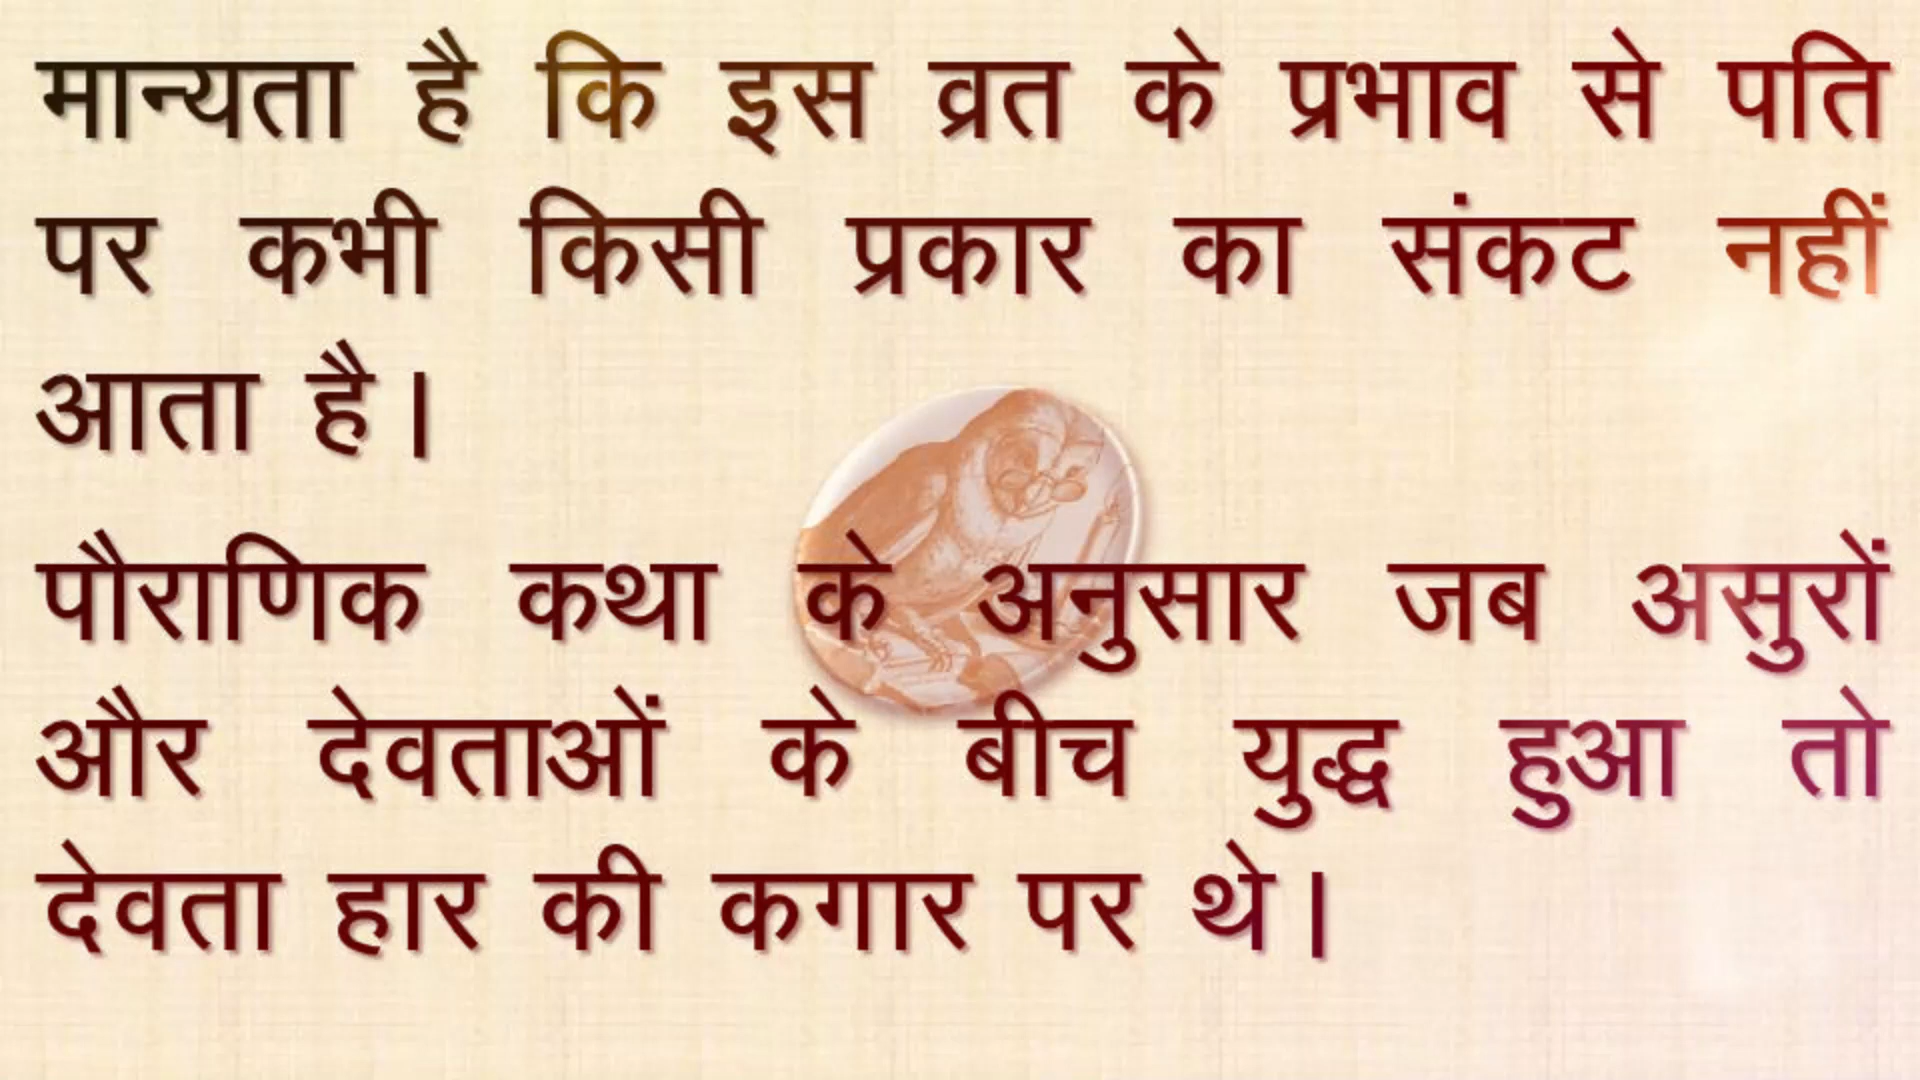 मान्यता है कि इस व्रत के प्रभाव से पति
पर कभी किसी प्रकार का संकट नहीं
आता है।
पौराणिक कथा के अनुसार जब असुरों
और देवताओं के बीच युद्ध हुआ तो
देवता हार की कगार पर थे।